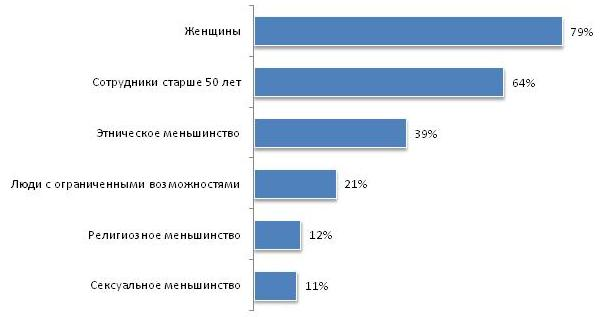 Женщины 79%
Сотрудники старше 50 лет 64%
Этническое меньшинство 39%
Люди с ограниченными возможностями 21%
Религиозное меньшинство 12%
Сексуальное меньшинство 11%